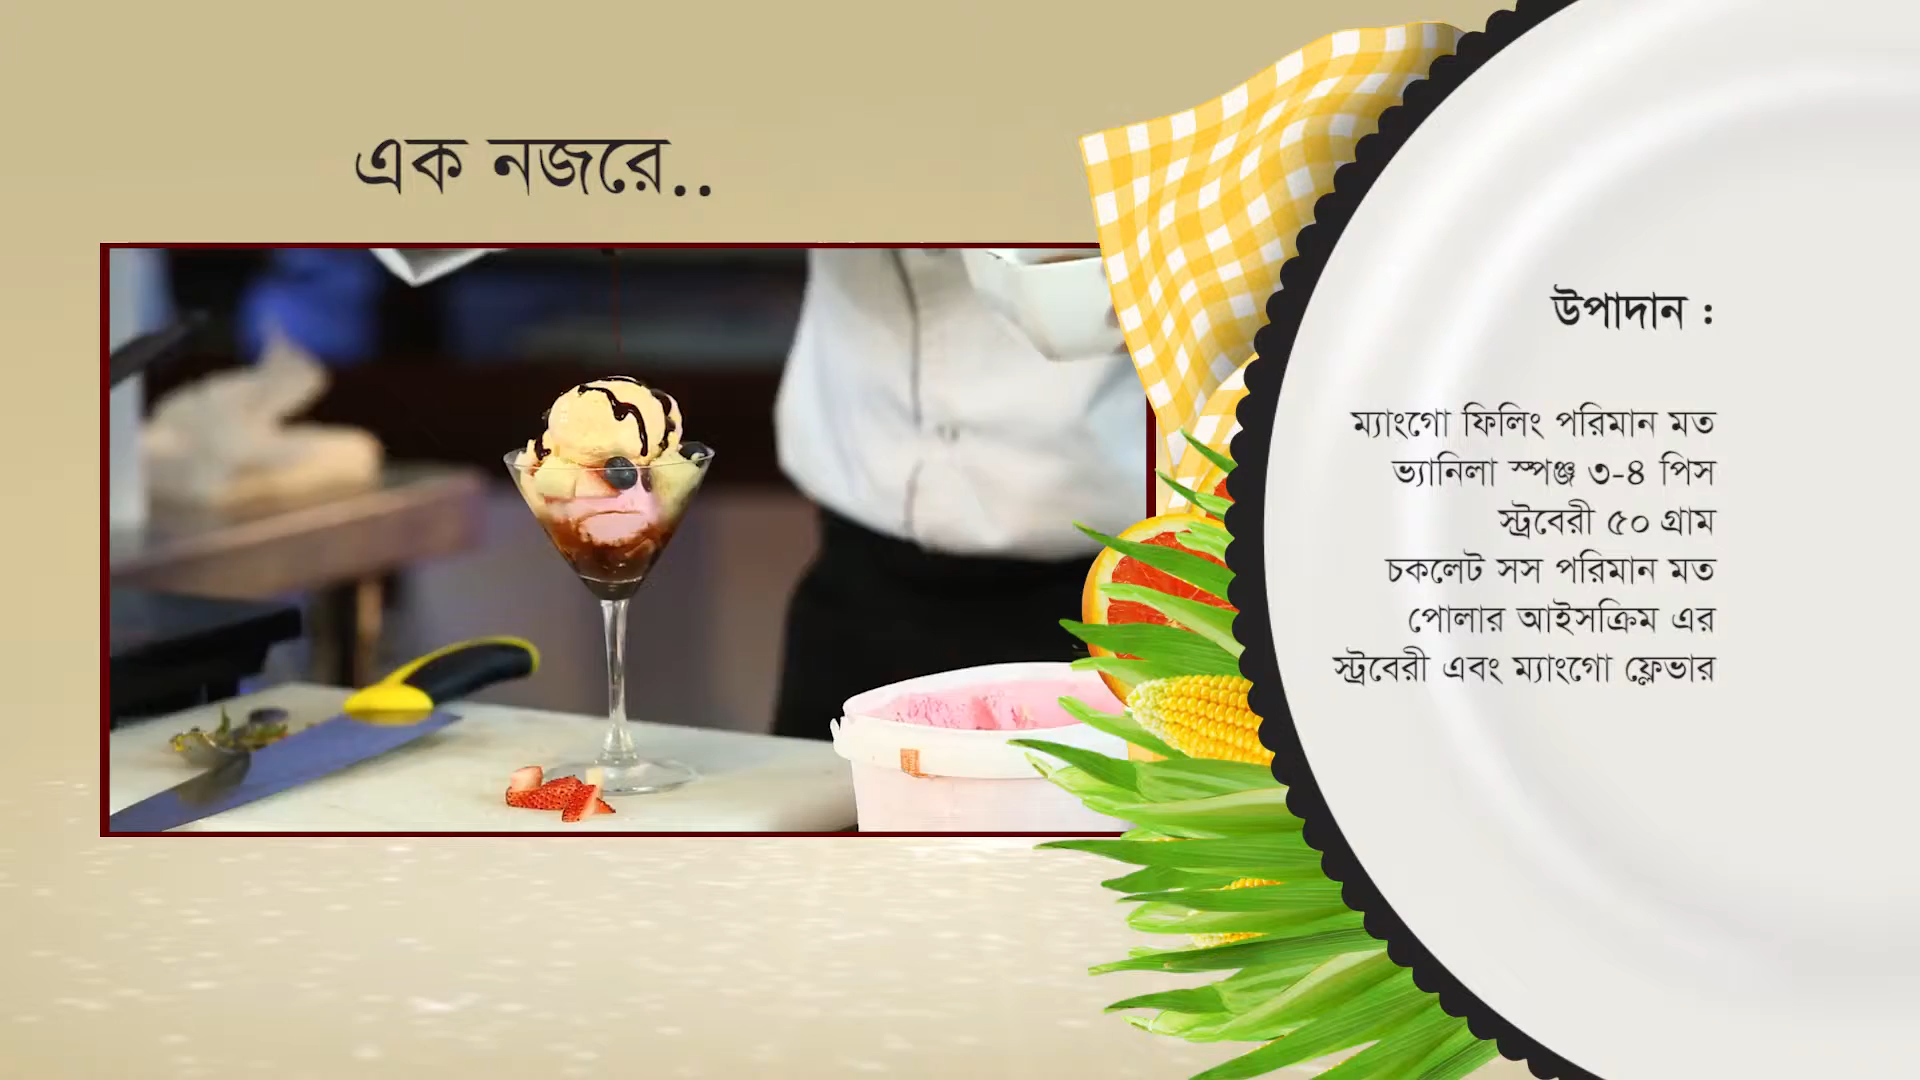 এক নজরে..
উপাদান :
ম্যাংগো ফিলিং পরিমান মত
ভ্যানিলা স্পঞ্জ ৩-৪ পিস
স্ট্রবেরী ৫০ গ্রাম
চকলেট সস পরিমান মত
পোলার আইসক্রিম এর
স্ট্রবেরী এবং ম্যাংগো ফ্লেভার